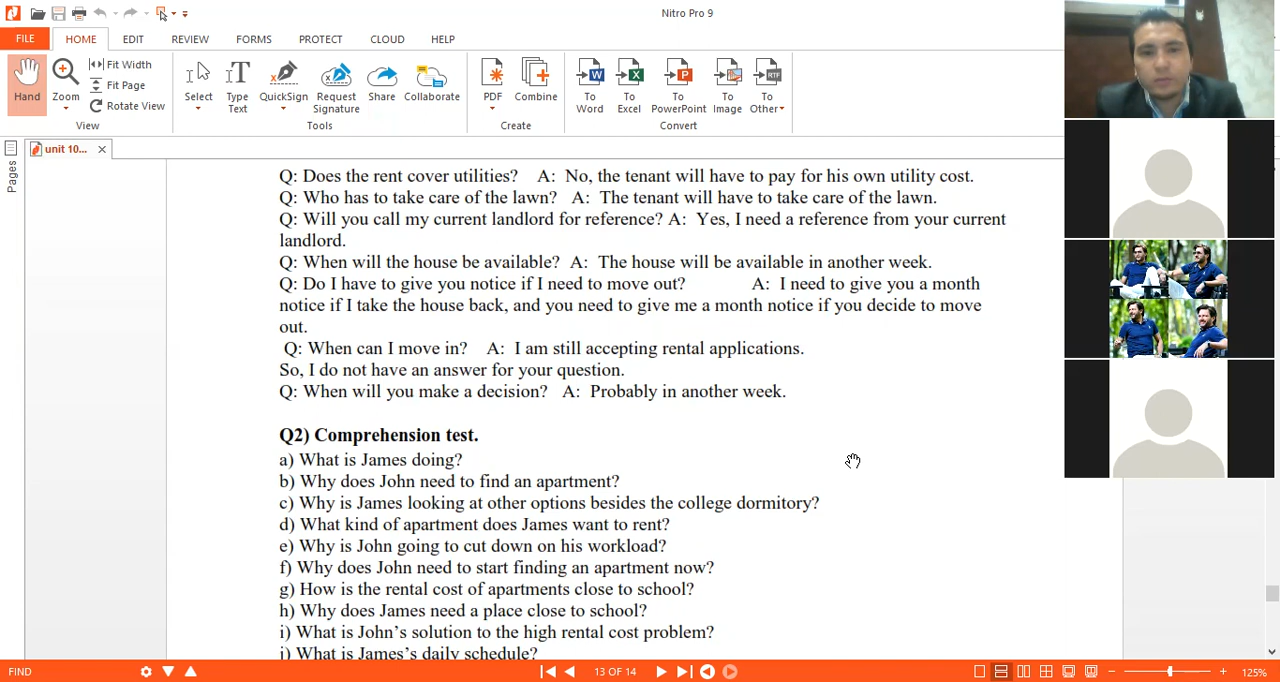 Nitro Pro 9
FILE HOME EDIT REVIEW FORMS PROTECT CLOUD HELP
Hand Zoom Fit Width Fit Page Rotate View Select Type Text QuickSign Request Signature Share Collaborate PDF Combine To Word To Excel To PowerPoint To Image To Other
View Tools Create Convert
unit 10...
Pages
Q: Does the rent cover utilities? A: No, the tenant will have to pay for his own utility cost.
Q: Who has to take care of the lawn? A: The tenant will have to take care of the lawn.
Q: Will you call my current landlord for reference? A: Yes, I need a reference from your current
landlord.
Q: When will the house be available? A: The house will be available in another week.
Q: Do I have to give you notice if I need to move out? A: I need to give you a month
notice if I take the house back, and you need to give me a month notice if you decide to move
out.
Q: When can I move in? A: I am still accepting rental applications.
So, I do not have an answer for your question.
Q: When will you make a decision? A: Probably in another week.
Q2) Comprehension test.
a) What is James doing?
b) Why does John need to find an apartment?
c) Why is James looking at other options besides the college dormitory?
d) What kind of apartment does James want to rent?
e) Why is John going to cut down on his workload?
f) Why does John need to start finding an apartment now?
g) How is the rental cost of apartments close to school?
h) Why does James need a place close to school?
i) What is John's solution to the high rental cost problem?
j) What is James's daily schedule?
FIND 13 OF 14 125%